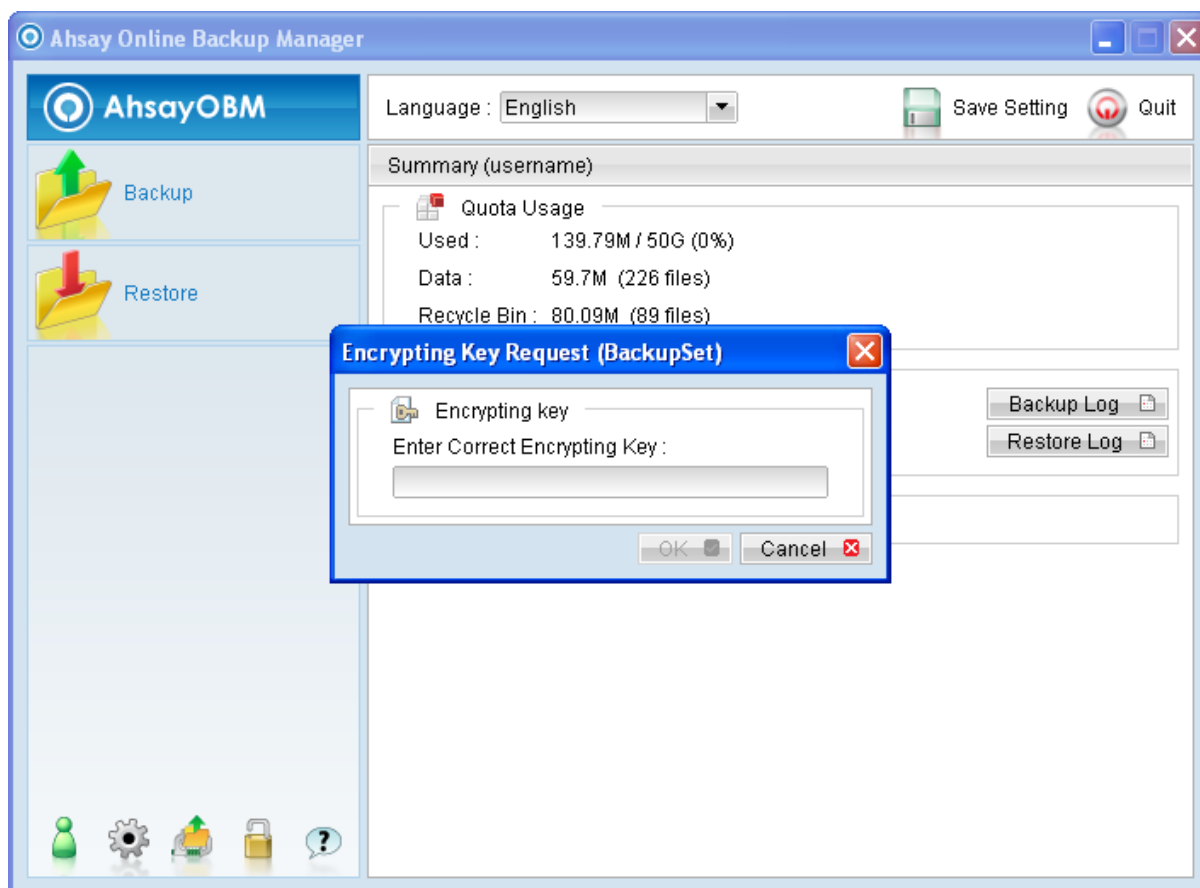 Ahsay Online Backup Manager
AhsayOBM
Language : English
Save Setting
Quit
Backup
Restore
Summary (username)
Quota Usage
Used : 139.79M / 50G (0%)
Data : 59.7M (226 files)
Recycle Bin : 80.09M (89 files)
Encrypting Key Request (BackupSet)
Encrypting key
Enter Correct Encrypting Key :
OK
Cancel
Backup Log
Restore Log
?